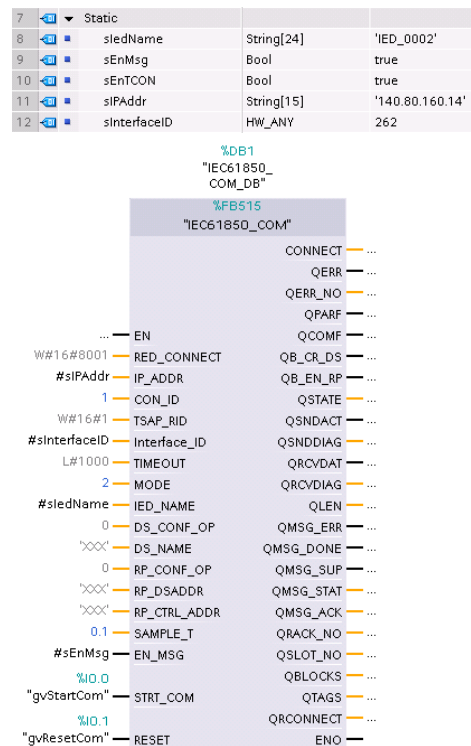 7 Static
8 sIedName String[24] 'IED_0002'
9 sEnMsg Bool true
10 sEnTCON Bool true
11 sIPAddr String[15] '140.80.160.14'
12 sInterfaceID HW_ANY 262
%DB1
"IEC61850_
COM_DB"
%FB515
"IEC61850_COM"
CONNECT ...
QERR ...
QERR_NO ...
QPARF ...
... EN QCOMF ...
W#16#8001 RED_CONNECT QB_CR_DS ...
#sIPAddr IP_ADDR QB_EN_RP ...
1 CON_ID QSTATE ...
W#16#1 TSAP_RID QSNDACT ...
#sInterfaceID Interface_ID QSNDDIAG ...
L#1000 TIMEOUT QRCVDAT ...
2 MODE QRCVDIAG ...
#sIedName IED_NAME QLEN ...
0 DS_CONF_OP QMSG_ERR ...
'XXX' DS_NAME QMSG_DONE ...
0 RP_CONF_OP QMSG_SUP ...
'XXX' RP_DSADDR QMSG_STAT ...
'XXX' RP_CTRL_ADDR QMSG_ACK ...
0.1 SAMPLE_T QRACK_NO ...
#sEnMsg EN_MSG QSLOT_NO ...
%I0.0 QBLOCKS ...
"gvStartCom" STRT_COM QTAGS ...
%I0.1 QRCONNECT ...
"gvResetCom" RESET ENO